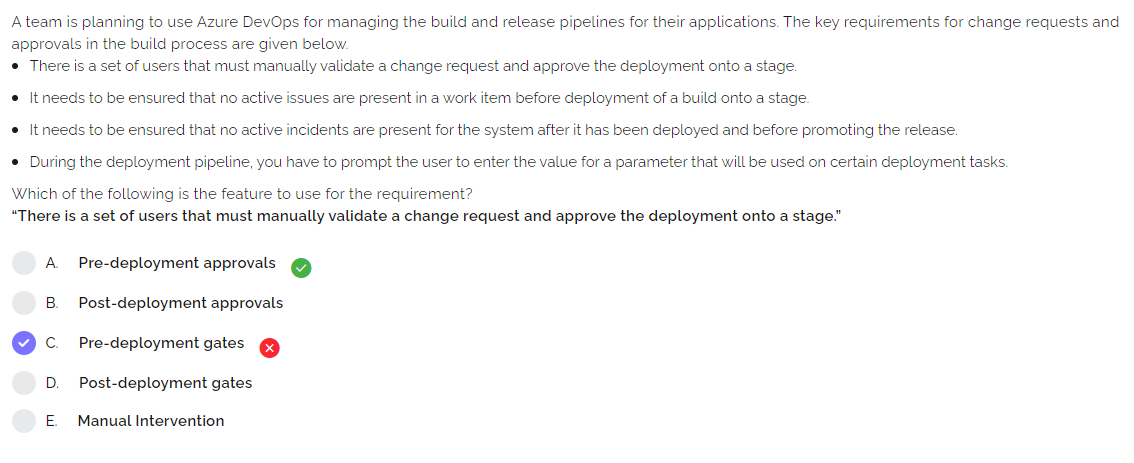 A team is planning to use Azure DevOps for managing the build and release pipelines for their applications. The key requirements for change requests and
approvals in the build process are given below.
• There is a set of users that must manually validate a change request and approve the deployment onto a stage.
• It needs to be ensured that no active issues are present in a work item before deployment of a build onto a stage.
• It needs to be ensured that no active incidents are present for the system after it has been deployed and before promoting the release.
• During the deployment pipeline, you have to prompt the user to enter the value for a parameter that will be used on certain deployment tasks.
Which of the following is the feature to use for the requirement?
“There is a set of users that must manually validate a change request and approve the deployment onto a stage.”
A. Pre-deployment approvals
B. Post-deployment approvals
C. Pre-deployment gates
D. Post-deployment gates
E. Manual Intervention